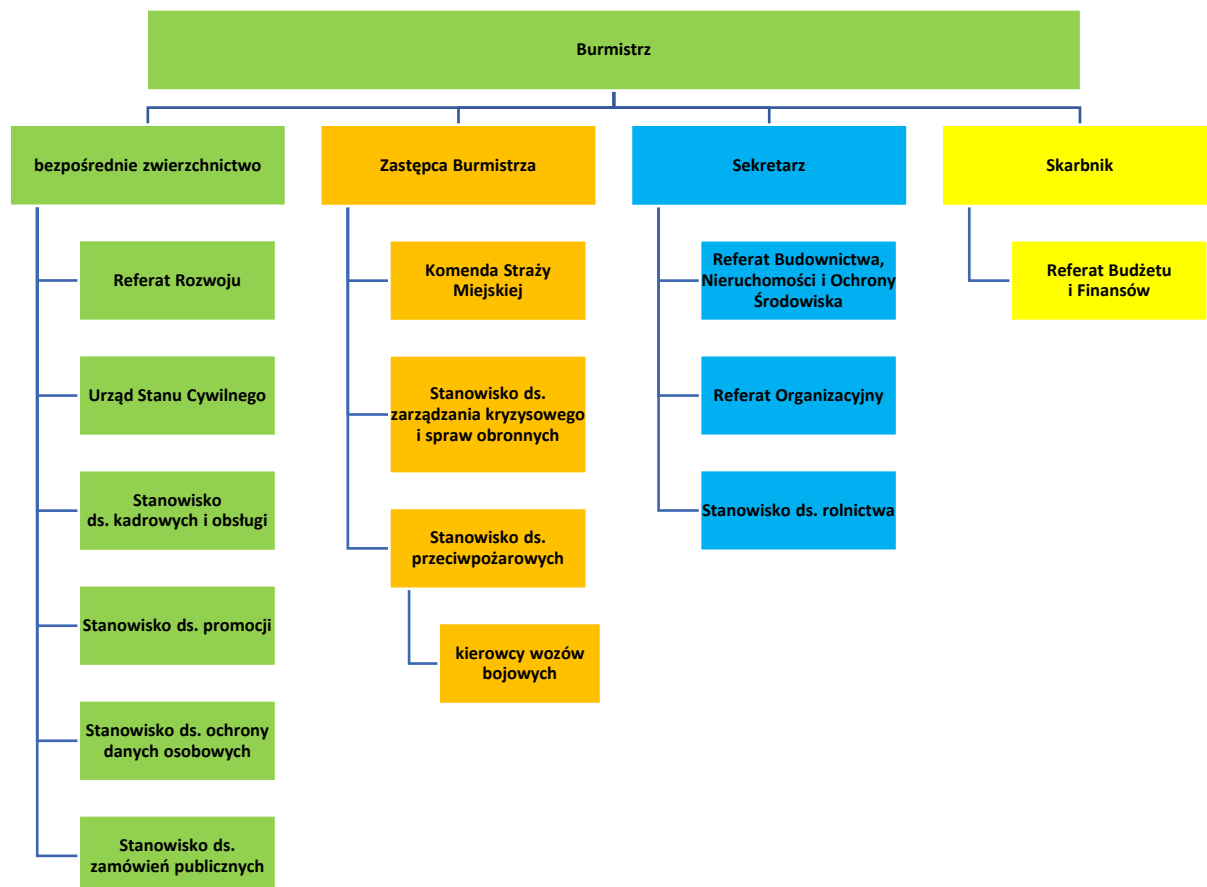 Burmistrz
bezpośrednie zwierzchnictwo
Referat Rozwoju
Urząd Stanu Cywilnego
Stanowisko
ds. kadrowych i obsługi
Stanowisko ds. promocji
Stanowisko ds. ochrony
danych osobowych
Stanowisko ds.
zamówień publicznych
Zastępca Burmistrza
Komenda Straży
Miejskiej
Stanowisko ds.
zarządzania kryzysowego
i spraw obronnych
Stanowisko ds.
przeciwpożarowych
kierowcy wozów
bojowych
Sekretarz
Referat Budownictwa,
Nieruchomości i Ochrony
Środowiska
Referat Organizacyjny
Stanowisko ds. rolnictwa
Skarbnik
Referat Budżetu
i Finansów